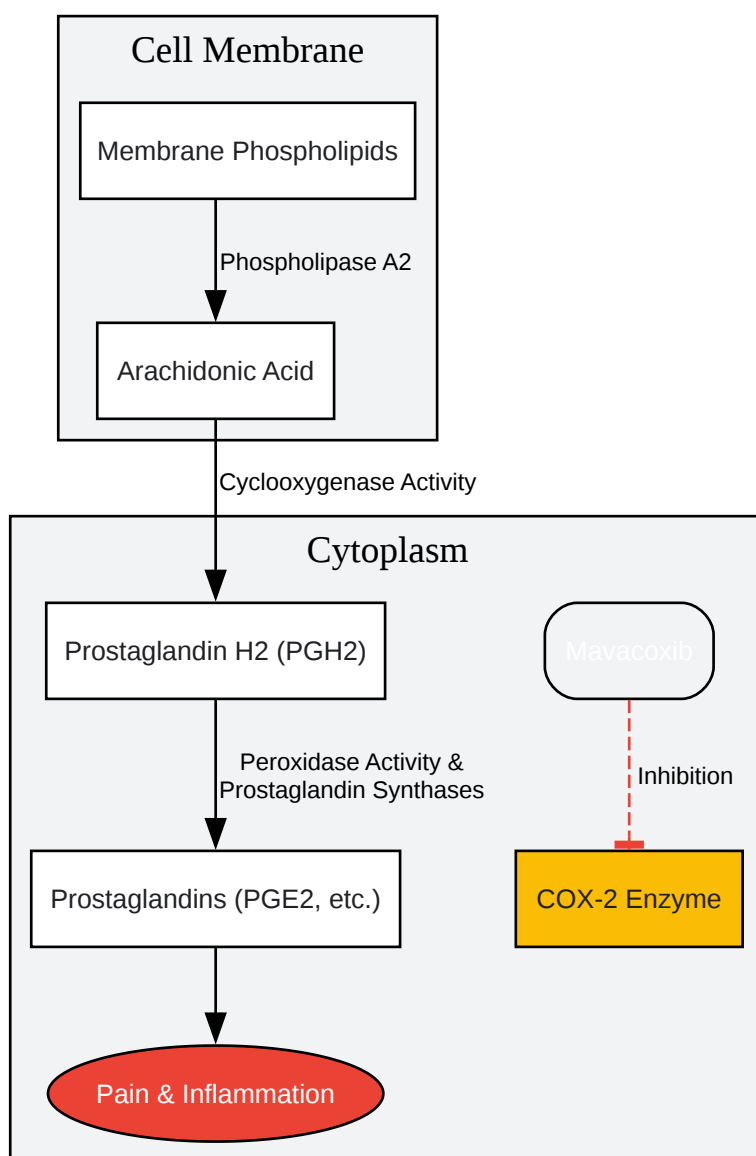 Cell Membrane
Membrane Phospholipids
Phospholipase A2
Arachidonic Acid
Cyclooxygenase Activity
Cytoplasm
Prostaglandin H2 (PGH2)
Mavacoxib
Peroxidase Activity &
Prostaglandin Synthases
Inhibition
Prostaglandins (PGE2, etc.)
COX-2 Enzyme
Pain & Inflammation